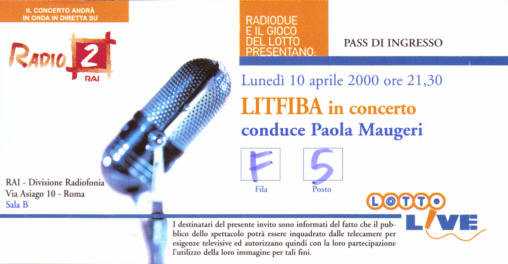 IL CONCERTO ANDRÀ
IN ONDA IN DIRETTA SU
RADIO 2
RAI
RADIODUE
E IL GIOCO
DEL LOTTO
PRESENTANO:
PASS DI INGRESSO
Lunedì 10 aprile 2000 ore 21,30
LITFIBA in concerto
conduce Paola Maugeri
F 5
Fila Posto
RAI - Divisione Radiofonia
Via Asiago 10 - Roma
Sala B
LOTTO
LIVE
I destinatari del presente invito sono informati del fatto che il pub-
blico dello spettacolo potrà essere inquadrato dalle telecamere per
esigenze televisive ed autorizzano quindi con la loro partecipazione
l'utilizzo della loro immagine per tali fini.